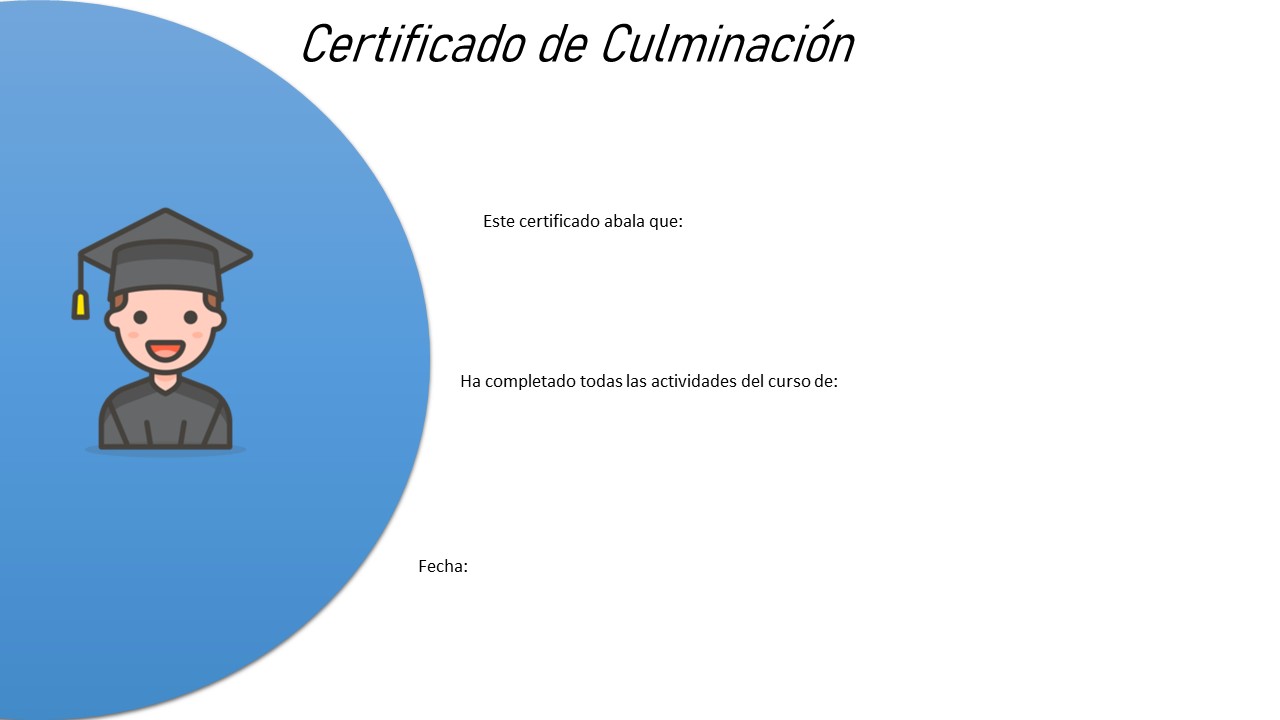 Certificado de Culminación
Este certificado abala que:
Ha completado todas las actividades del curso de:
Fecha: